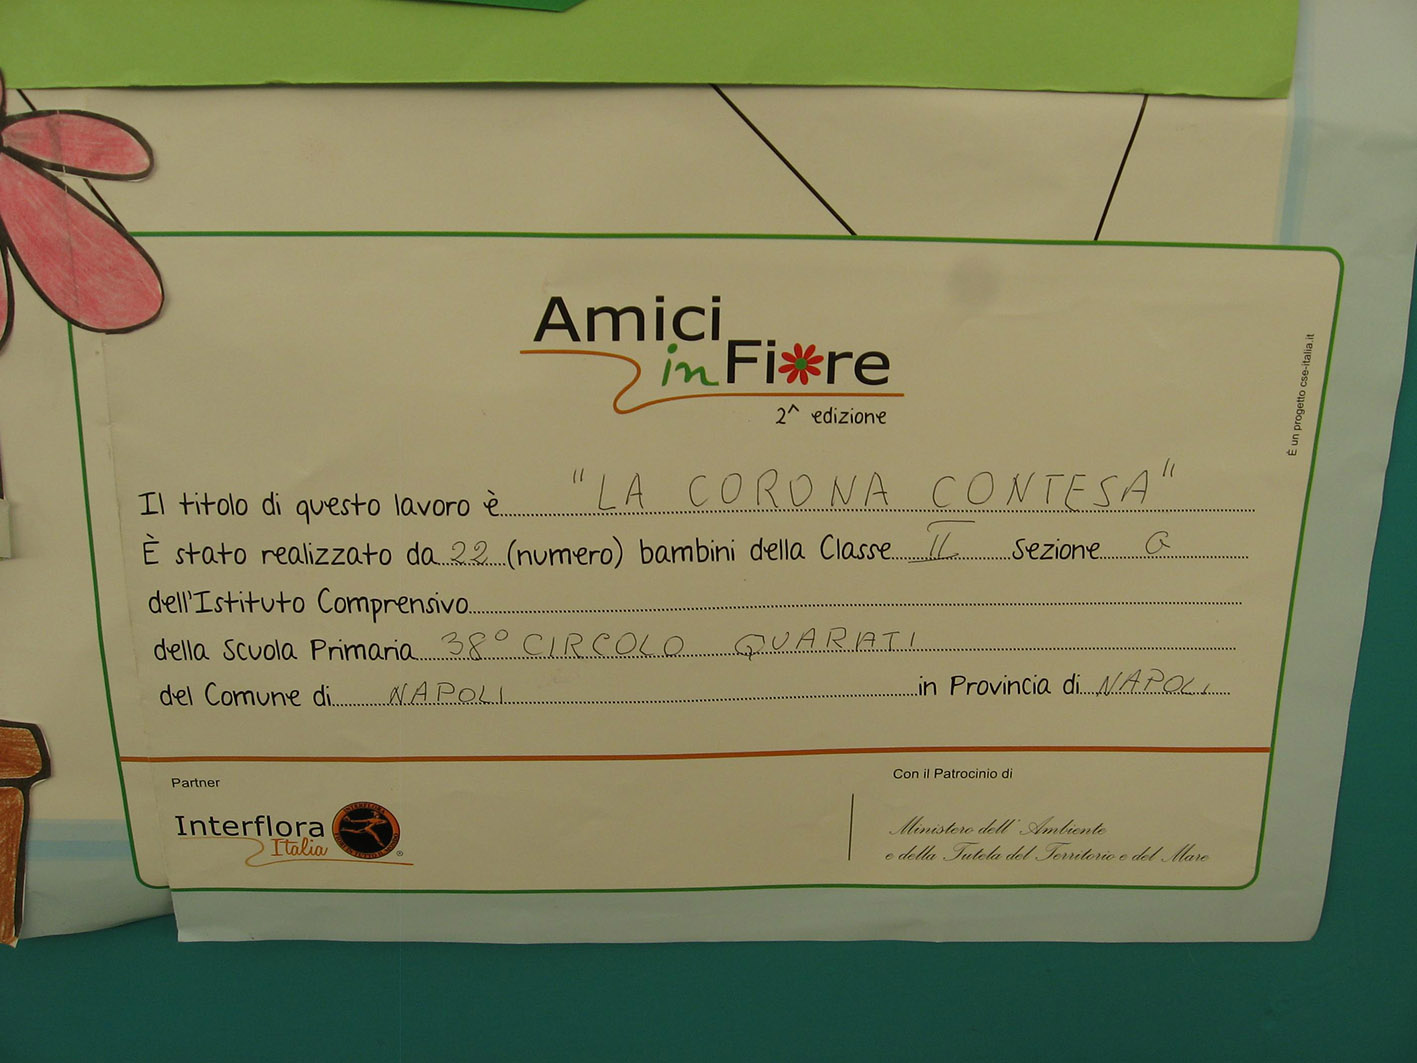 Amici
in Fiore
2^ edizione
È un progetto cse-italia.it
Il titolo di questo lavoro è "LA CORONA CONTESA"
È stato realizzato da 22 (numero) bambini della Classe II Sezione G
dell'Istituto Comprensivo
della Scuola Primaria 38° CIRCOLO QUARATI
del Comune di NAPOLI in Provincia di NAPOLI
Partner
Interflora
Italia
Con il Patrocinio di
Ministero dell'Ambiente
e della Tutela del Territorio e del Mare